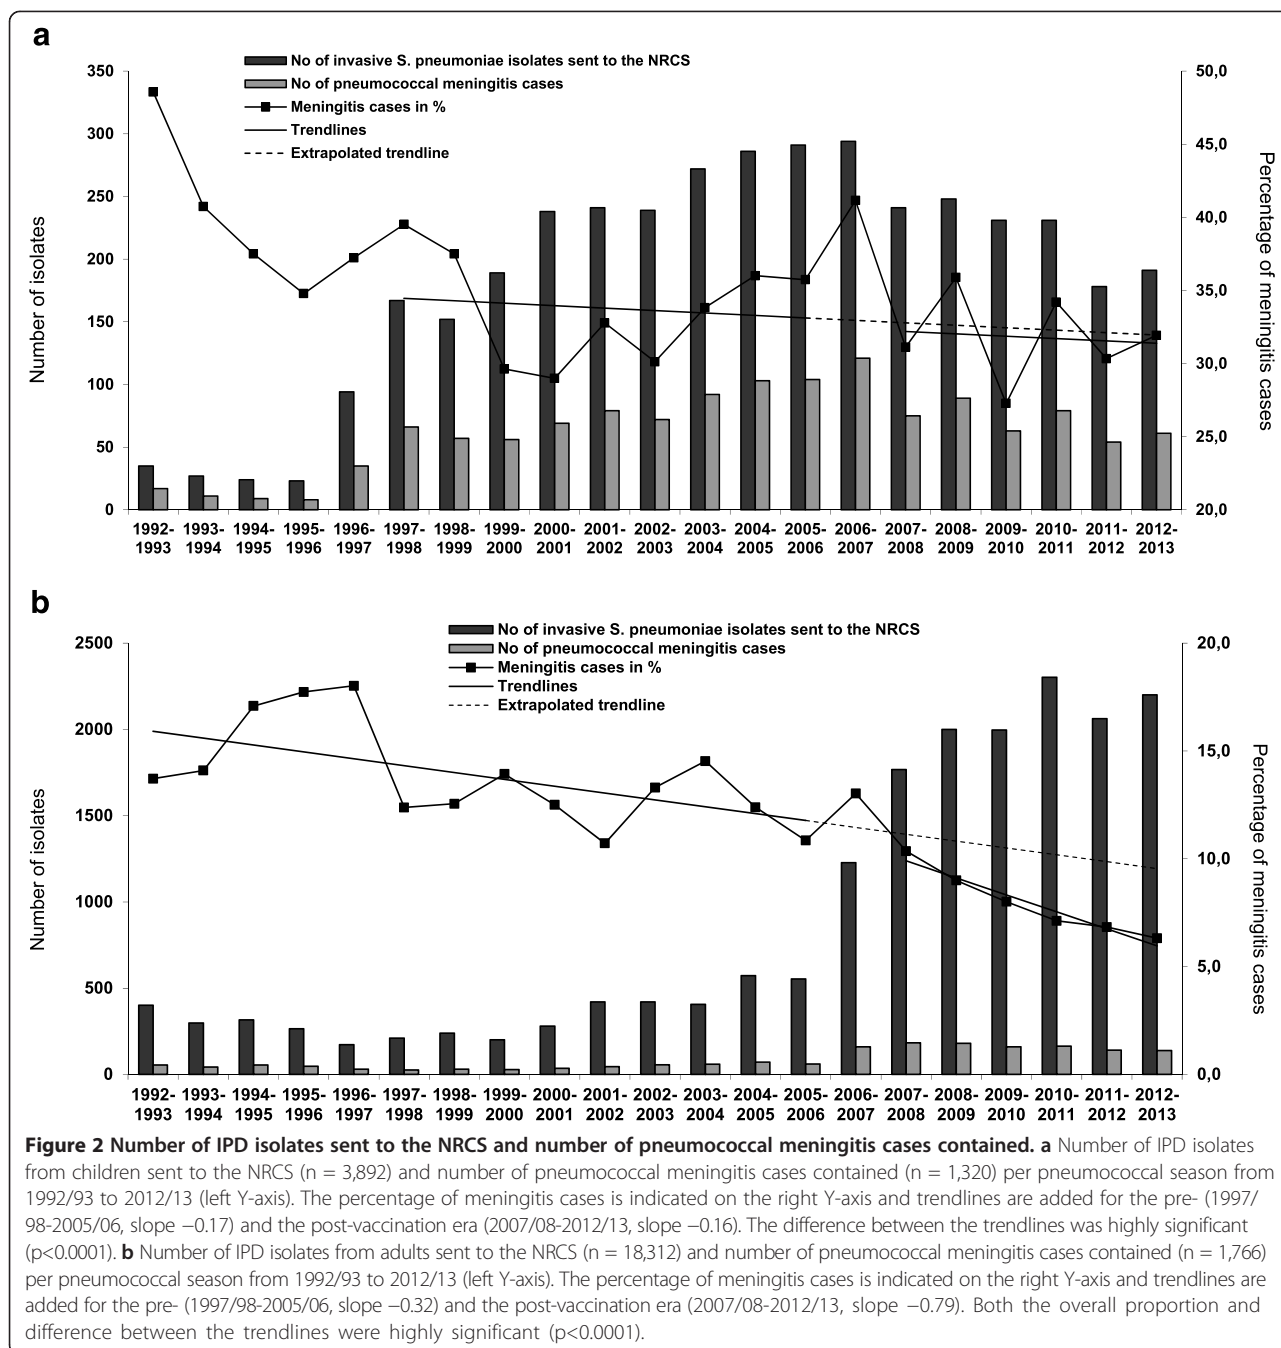 a
No of invasive S. pneumoniae isolates sent to the NRCS
No of pneumococcal meningitis cases
Meningitis cases in %
Trendlines
Extrapolated trendline
350
300
250
200
150
100
50
0
Number of isolates
50,0
45,0
40,0
35,0
30,0
25,0
20,0
Percentage of meningitis cases
1992-1993
1993-1994
1994-1995
1995-1996
1996-1997
1997-1998
1998-1999
1999-2000
2000-2001
2001-2002
2002-2003
2003-2004
2004-2005
2005-2006
2006-2007
2007-2008
2008-2009
2009-2010
2010-2011
2011-2012
2012-2013
b
No of invasive S. pneumoniae isolates sent to the NRCS
No of pneumococcal meningitis cases
Meningitis cases in %
Trendlines
Extrapolated trendline
2500
2000
1500
1000
500
0
Number of isolates
20,0
15,0
10,0
5,0
0,0
Percentage of meningitis cases
1992-1993
1993-1994
1994-1995
1995-1996
1996-1997
1997-1998
1998-1999
1999-2000
2000-2001
2001-2002
2002-2003
2003-2004
2004-2005
2005-2006
2006-2007
2007-2008
2008-2009
2009-2010
2010-2011
2011-2012
2012-2013
Figure 2 Number of IPD isolates sent to the NRCS and number of pneumococcal meningitis cases contained. a Number of IPD isolates
from children sent to the NRCS (n = 3,892) and number of pneumococcal meningitis cases contained (n = 1,320) per pneumococcal season from
1992/93 to 2012/13 (left Y-axis). The percentage of meningitis cases is indicated on the right Y-axis and trendlines are added for the pre- (1997/
98-2005/06, slope −0.17) and the post-vaccination era (2007/08-2012/13, slope −0.16). The difference between the trendlines was highly significant
(p<0.0001). b Number of IPD isolates from adults sent to the NRCS (n = 18,312) and number of pneumococcal meningitis cases contained (n = 1,766)
per pneumococcal season from 1992/93 to 2012/13 (left Y-axis). The percentage of meningitis cases is indicated on the right Y-axis and trendlines are
added for the pre- (1997/98-2005/06, slope −0.32) and the post-vaccination era (2007/08-2012/13, slope −0.79). Both the overall proportion and
difference between the trendlines were highly significant (p<0.0001).